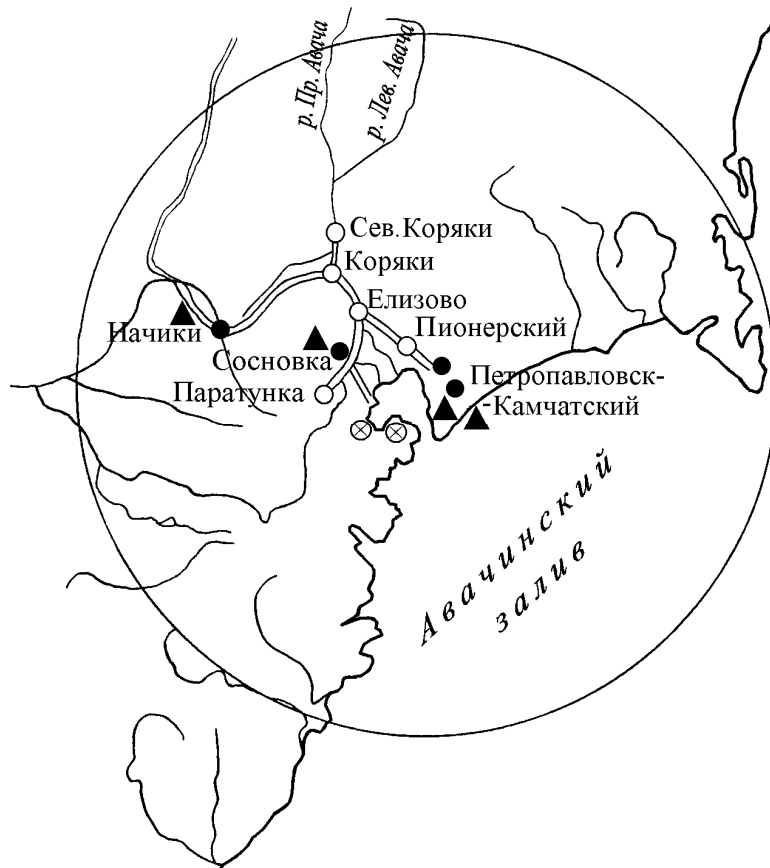 р. Пр. Авача
р. Лев. Авача
Сев.Коряки
Коряки
Елизово
Пионерский
Начики
Сосновка
Паратунка
Петропавловск-
-Камчатский
Авачинский
залив